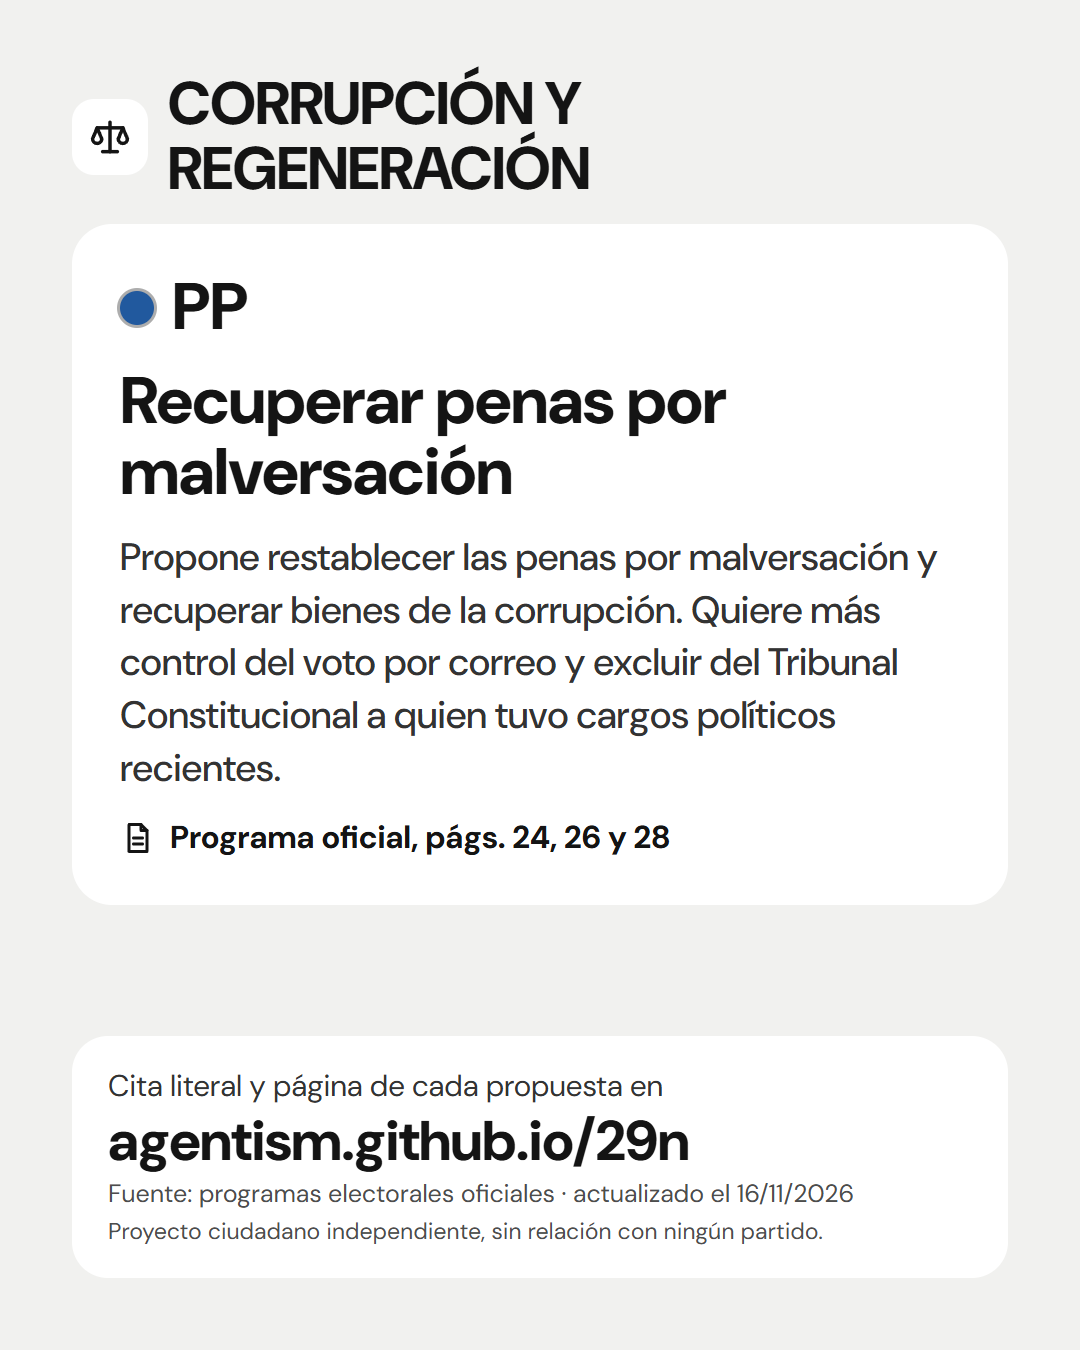 CORRUPCIÓN Y
REGENERACIÓN
PP
Recuperar penas por
malversación
Propone restablecer las penas por malversación y
recuperar bienes de la corrupción. Quiere más
control del voto por correo y excluir del Tribunal
Constitucional a quien tuvo cargos políticos
recientes.
Programa oficial, págs. 24, 26 y 28
Cita literal y página de cada propuesta en
agentism.github.io/29n
Fuente: programas electorales oficiales · actualizado el 16/11/2026
Proyecto ciudadano independiente, sin relación con ningún partido.